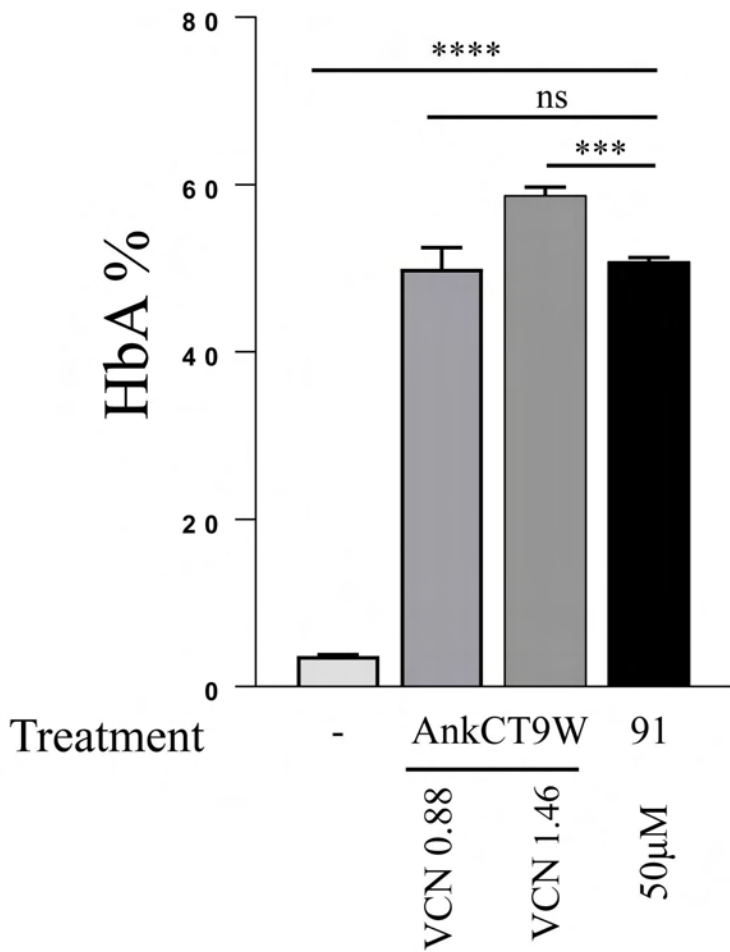 80
****
ns
***
60
HbA %
40
20
0
Treatment - AnkCT9W 91
VCN 0.88
VCN 1.46
50μM